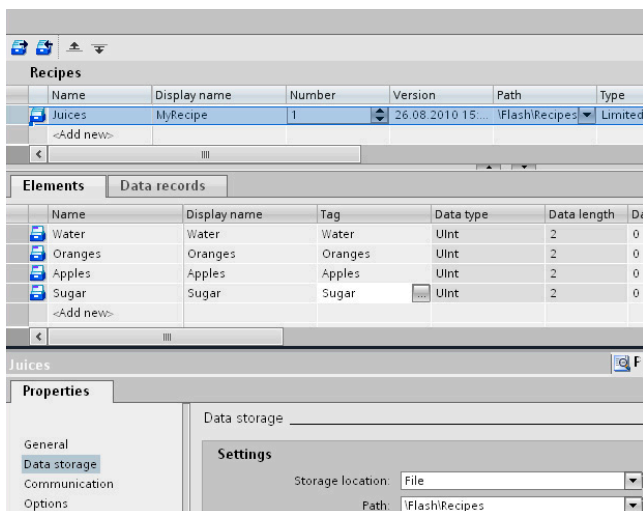 Recipes
Name Display name Number Version Path Type
Juices MyRecipe 1 26.08.2010 15:... \Flash\Recipes Limited
<Add new>
Elements Data records
Name Display name Tag Data type Data length
Water Water Water UInt 2 0
Oranges Oranges Oranges UInt 2 0
Apples Apples Apples UInt 2 0
Sugar Sugar Sugar ... UInt 2 0
<Add new>
Juices
Properties
Data storage
General
Settings
Data storage
Storage location: File
Communication
Options
Path: \Flash\Recipes